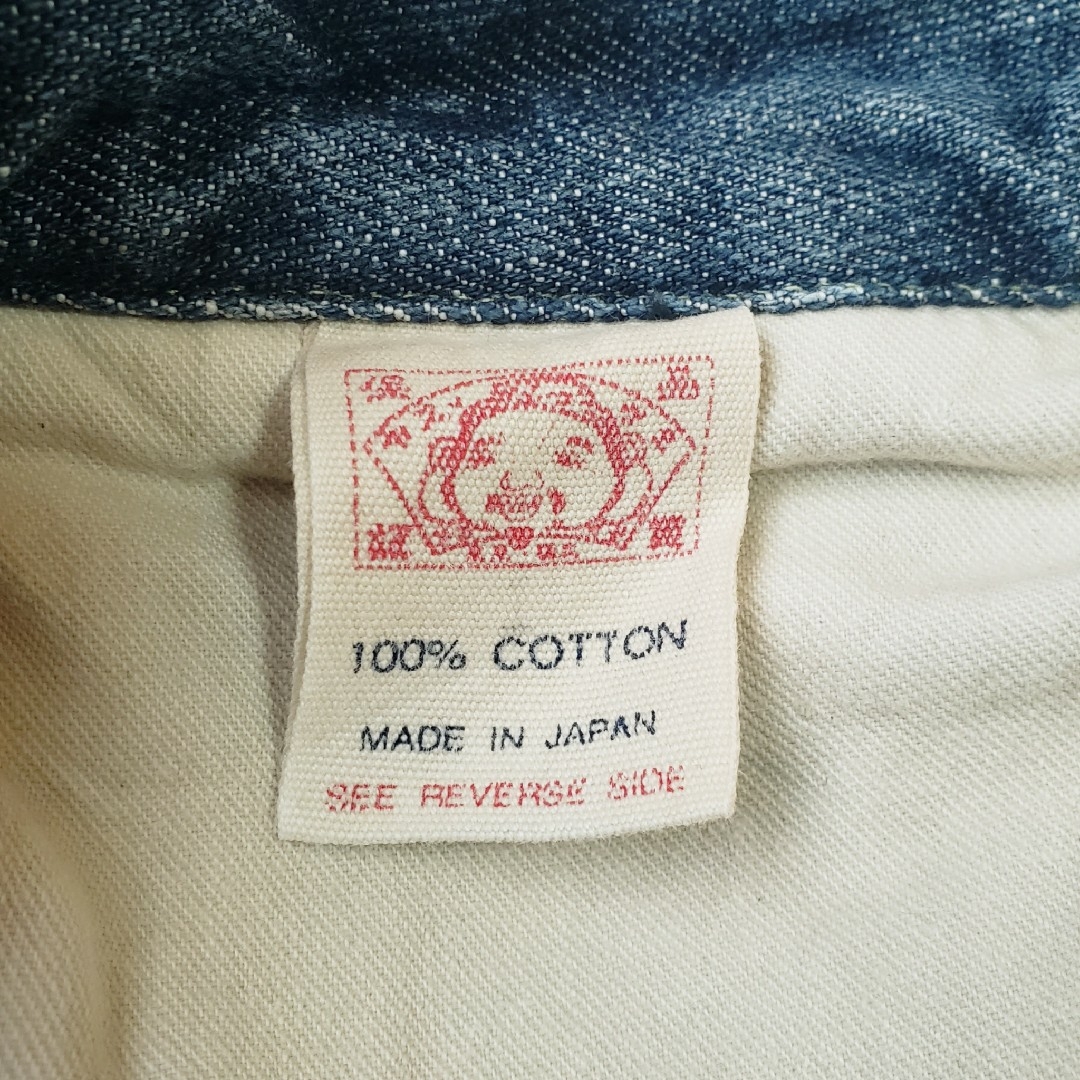 100% COTTON
MADE IN JAPAN
SEE REVERSE SIDE